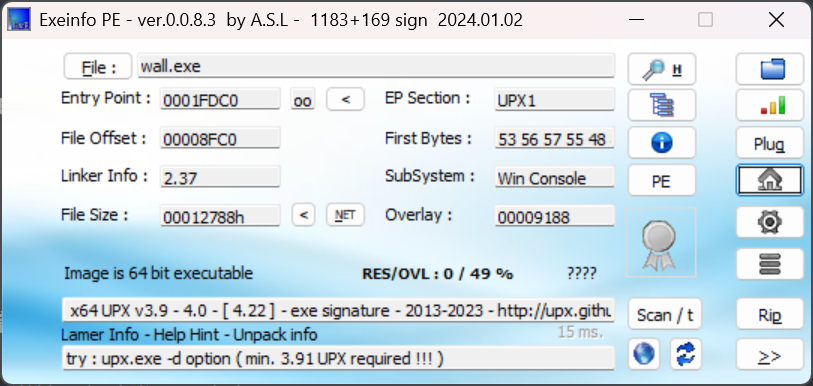 Exeinfo PE - ver.0.0.8.3 by A.S.L - 1183+169 sign 2024.01.02
File : wall.exe H
Entry Point : 0001FDC0 oo < EP Section : UPX1
File Offset : 00008FC0 First Bytes : 53 56 57 55 48 Plug
Linker Info : 2.37 SubSystem : Win Console PE
File Size : 00012788h < NET Overlay : 00009188
Image is 64 bit executable RES/OVL : 0 / 49 % ????
x64 UPX v3.9 - 4.0 - [ 4.22 ] - exe signature - 2013-2023 - http://upx.githu Scan / t Rip
Lamer Info - Help Hint - Unpack info 15 ms.
try : upx.exe -d option ( min. 3.91 UPX required !!! ) >>